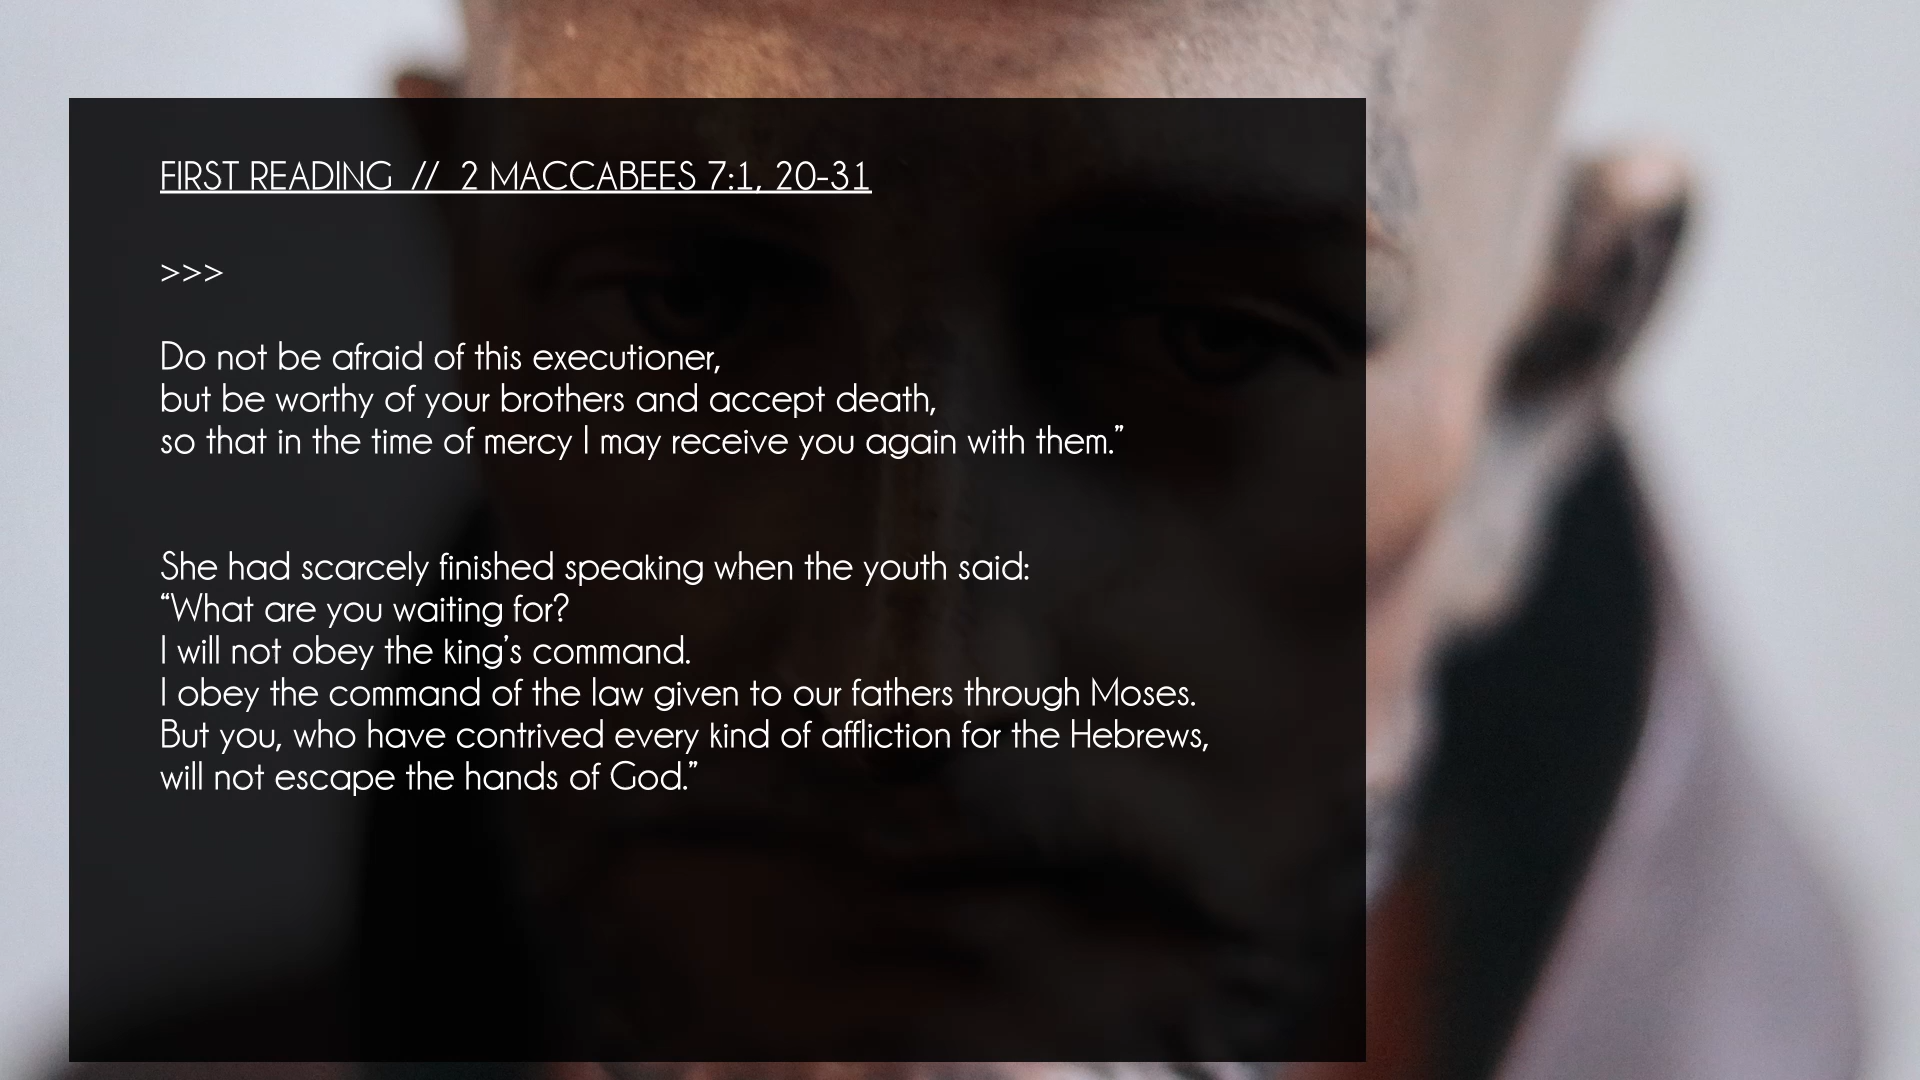 FIRST READING // 2 MACCABEES 7:1, 20-31
>>>
Do not be afraid of this executioner,
but be worthy of your brothers and accept death,
so that in the time of mercy I may receive you again with them.”
She had scarcely finished speaking when the youth said:
“What are you waiting for?
I will not obey the king’s command.
I obey the command of the law given to our fathers through Moses.
But you, who have contrived every kind of affliction for the Hebrews,
will not escape the hands of God.”